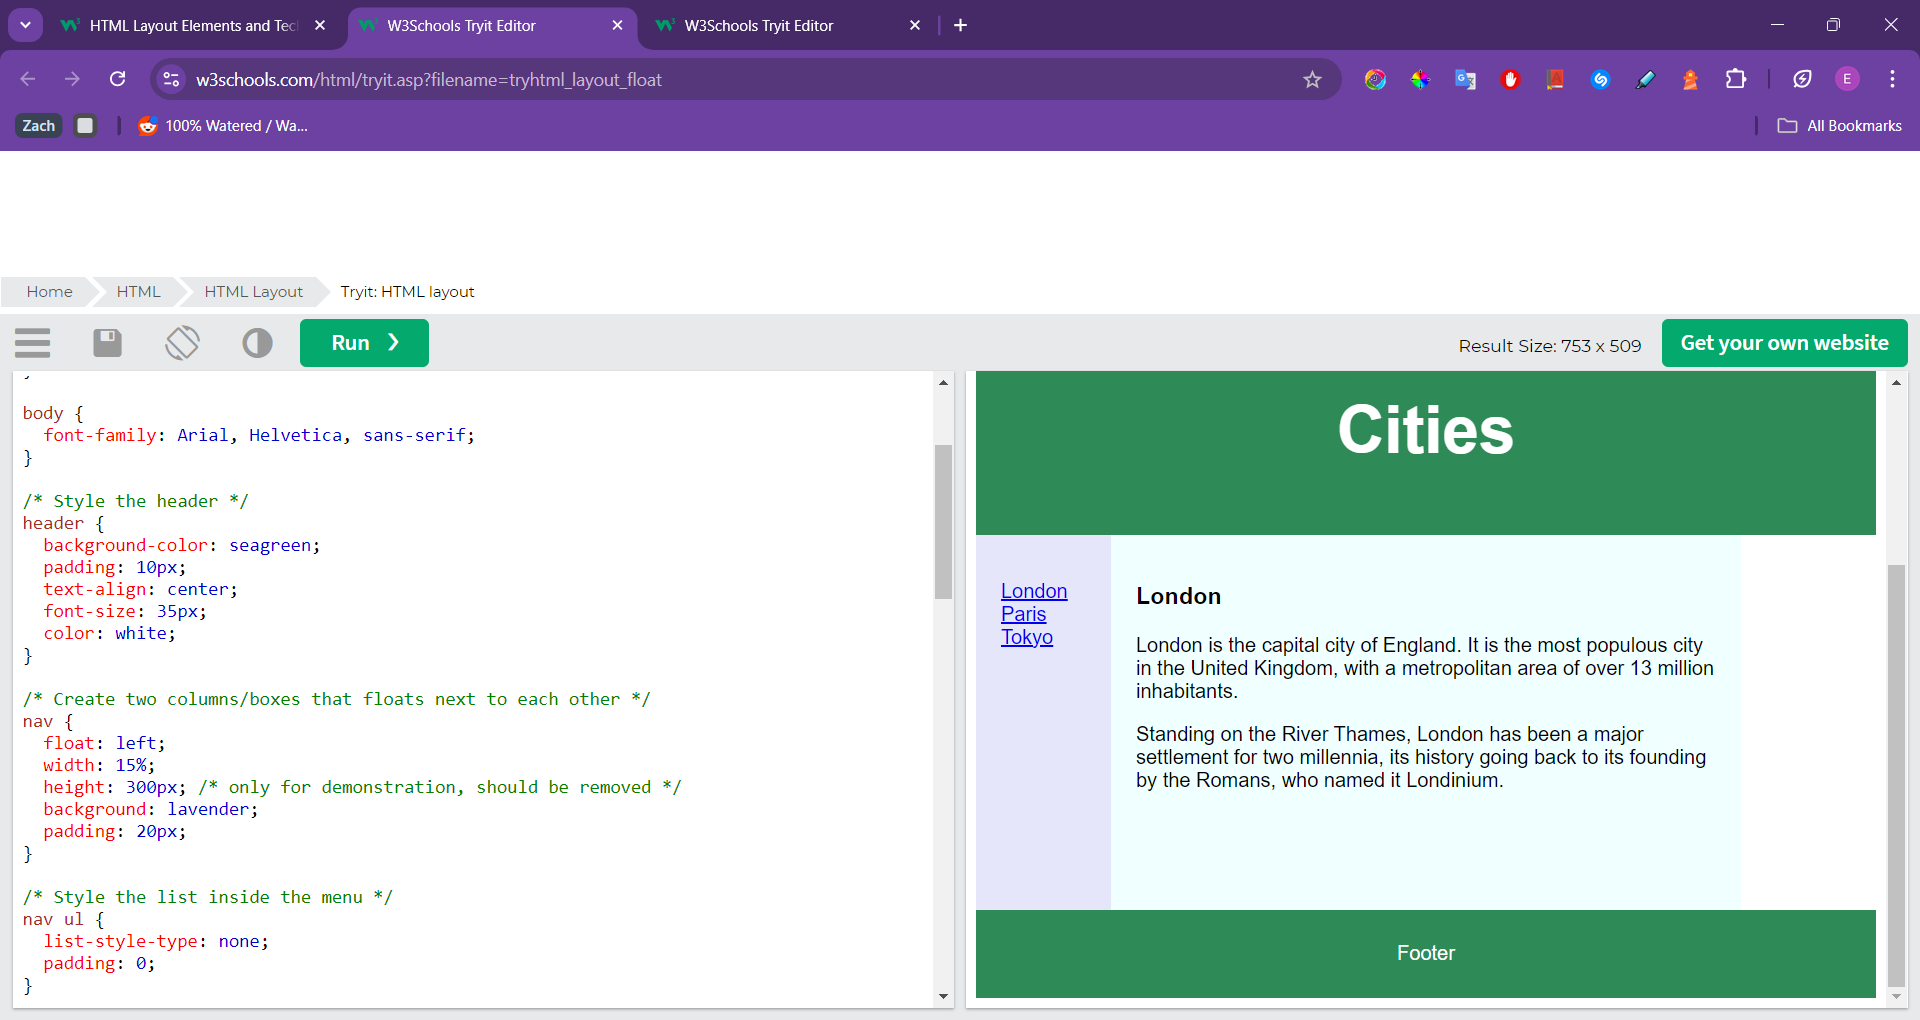 HTML Layout Elements and Tec
W3Schools Tryit Editor
W3Schools Tryit Editor
w3schools.com/html/tryit.asp?filename=tryhtml_layout_float
E
Zach
100% Watered / Wa...
All Bookmarks
Home
HTML
HTML Layout
Tryit: HTML layout
Run ❯
Result Size: 753 x 509
Get your own website
}
body {
  font-family: Arial, Helvetica, sans-serif;
}
/* Style the header */
header {
  background-color: seagreen;
  padding: 10px;
  text-align: center;
  font-size: 35px;
  color: white;
}
/* Create two columns/boxes that floats next to each other */
nav {
  float: left;
  width: 15%;
  height: 300px; /* only for demonstration, should be removed */
  background: lavender;
  padding: 20px;
}
/* Style the list inside the menu */
nav ul {
  list-style-type: none;
  padding: 0;
}
Cities
London
Paris
Tokyo
London
London is the capital city of England. It is the most populous city
in the United Kingdom, with a metropolitan area of over 13 million
inhabitants.
Standing on the River Thames, London has been a major
settlement for two millennia, its history going back to its founding
by the Romans, who named it Londinium.
Footer